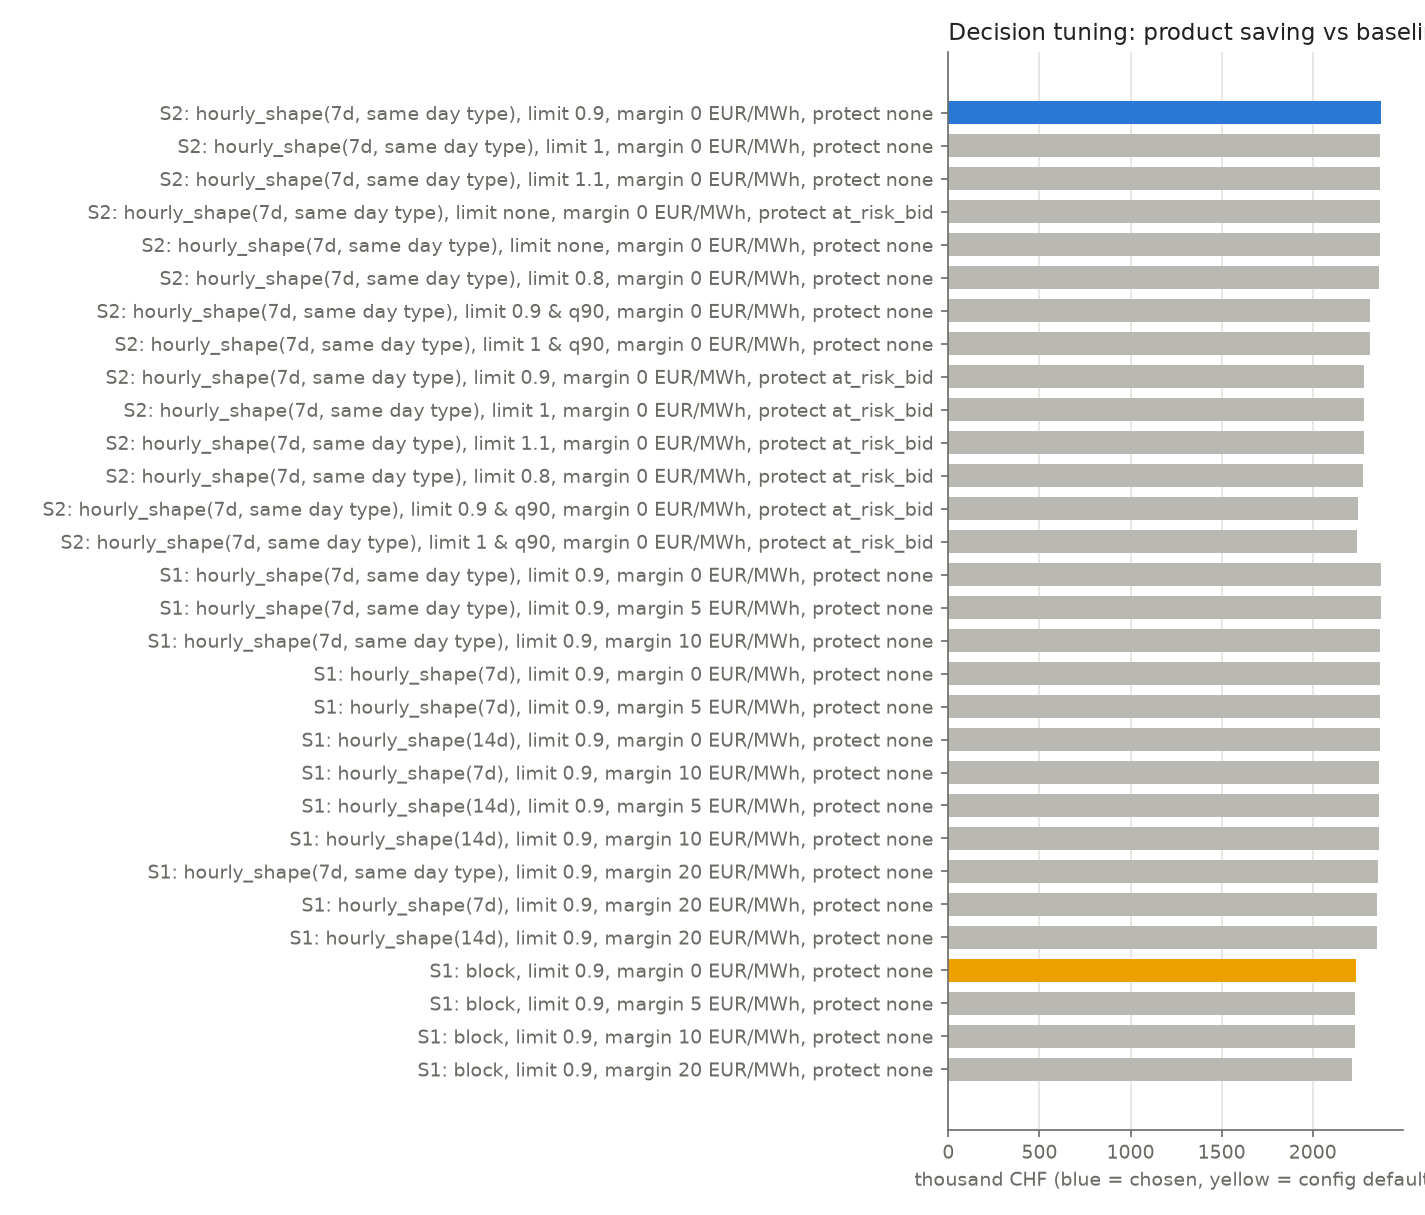 Decision tuning: product saving vs baseli
S2: hourly_shape(7d, same day type), limit 0.9, margin 0 EUR/MWh, protect none
S2: hourly_shape(7d, same day type), limit 1, margin 0 EUR/MWh, protect none
S2: hourly_shape(7d, same day type), limit 1.1, margin 0 EUR/MWh, protect none
S2: hourly_shape(7d, same day type), limit none, margin 0 EUR/MWh, protect at_risk_bid
S2: hourly_shape(7d, same day type), limit none, margin 0 EUR/MWh, protect none
S2: hourly_shape(7d, same day type), limit 0.8, margin 0 EUR/MWh, protect none
S2: hourly_shape(7d, same day type), limit 0.9 & q90, margin 0 EUR/MWh, protect none
S2: hourly_shape(7d, same day type), limit 1 & q90, margin 0 EUR/MWh, protect none
S2: hourly_shape(7d, same day type), limit 0.9, margin 0 EUR/MWh, protect at_risk_bid
S2: hourly_shape(7d, same day type), limit 1, margin 0 EUR/MWh, protect at_risk_bid
S2: hourly_shape(7d, same day type), limit 1.1, margin 0 EUR/MWh, protect at_risk_bid
S2: hourly_shape(7d, same day type), limit 0.8, margin 0 EUR/MWh, protect at_risk_bid
S2: hourly_shape(7d, same day type), limit 0.9 & q90, margin 0 EUR/MWh, protect at_risk_bid
S2: hourly_shape(7d, same day type), limit 1 & q90, margin 0 EUR/MWh, protect at_risk_bid
S1: hourly_shape(7d, same day type), limit 0.9, margin 0 EUR/MWh, protect none
S1: hourly_shape(7d, same day type), limit 0.9, margin 5 EUR/MWh, protect none
S1: hourly_shape(7d, same day type), limit 0.9, margin 10 EUR/MWh, protect none
S1: hourly_shape(7d), limit 0.9, margin 0 EUR/MWh, protect none
S1: hourly_shape(7d), limit 0.9, margin 5 EUR/MWh, protect none
S1: hourly_shape(14d), limit 0.9, margin 0 EUR/MWh, protect none
S1: hourly_shape(7d), limit 0.9, margin 10 EUR/MWh, protect none
S1: hourly_shape(14d), limit 0.9, margin 5 EUR/MWh, protect none
S1: hourly_shape(14d), limit 0.9, margin 10 EUR/MWh, protect none
S1: hourly_shape(7d, same day type), limit 0.9, margin 20 EUR/MWh, protect none
S1: hourly_shape(7d), limit 0.9, margin 20 EUR/MWh, protect none
S1: hourly_shape(14d), limit 0.9, margin 20 EUR/MWh, protect none
S1: block, limit 0.9, margin 0 EUR/MWh, protect none
S1: block, limit 0.9, margin 5 EUR/MWh, protect none
S1: block, limit 0.9, margin 10 EUR/MWh, protect none
S1: block, limit 0.9, margin 20 EUR/MWh, protect none
0 500 1000 1500 2000
thousand CHF (blue = chosen, yellow = config default